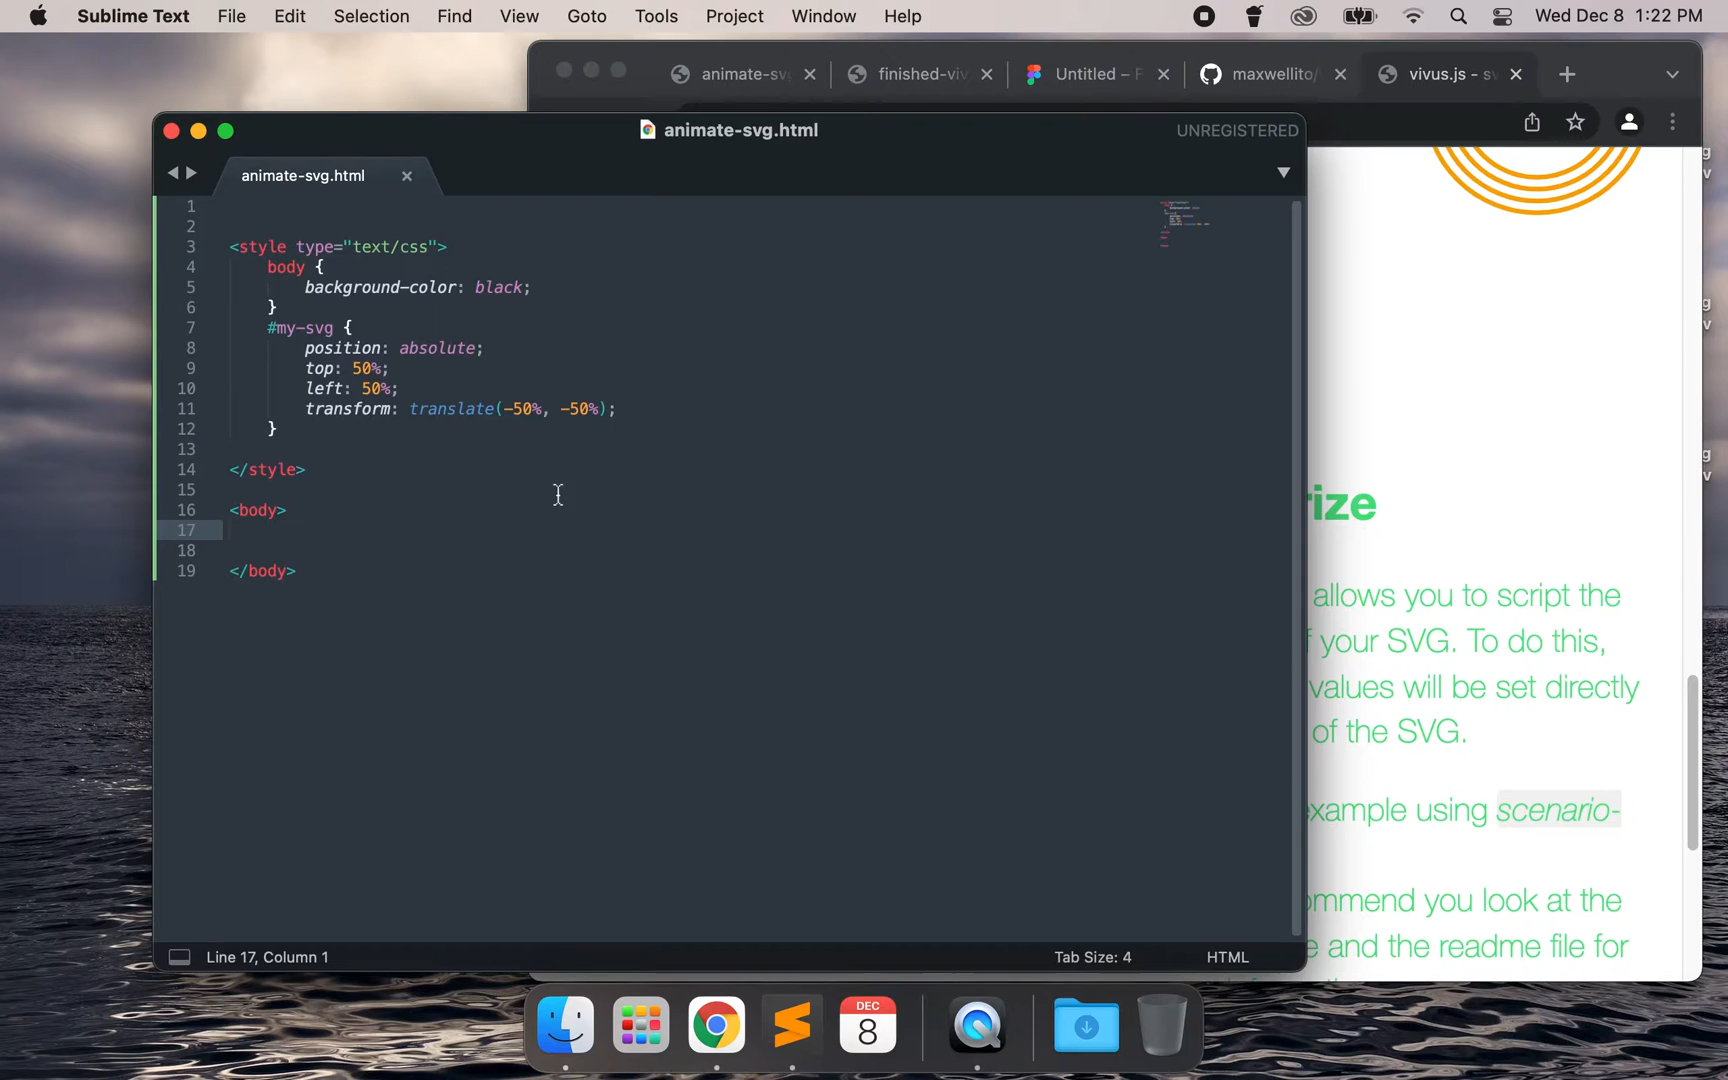 Sublime Text File Edit Selection Find View Goto Tools Project Window Help Wed Dec 8 1:22 PM
animate-sv
finished-viv
Untitled – F
maxwellito/
vivus.js - sv
animate-svg.html
UNREGISTERED
animate-svg.html
1
2
3 <style type="text/css">
4 body {
5 background-color: black;
6 }
7 #my-svg {
8 position: absolute;
9 top: 50%;
10 left: 50%;
11 transform: translate(-50%, -50%);
12 }
13
14 </style>
15
16 <body>
17
18
19 </body>
rize
allows you to script the
f your SVG. To do this,
values will be set directly
of the SVG.
xample using scenario-
ommend you look at the
e and the readme file for
Line 17, Column 1
Tab Size: 4
HTML
g
v
g
v
g
v
DEC
8